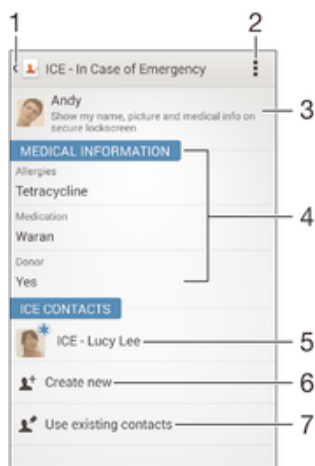 1
2
ICE - In Case of Emergency
Andy
Show my name, picture and medical info on
secure lockscreen
3
MEDICAL INFORMATION
Allergies
Tetracycline
4
Medication
Waran
Donor
Yes
ICE CONTACTS
ICE - Lucy Lee
5
Create new
6
Use existing contacts
7